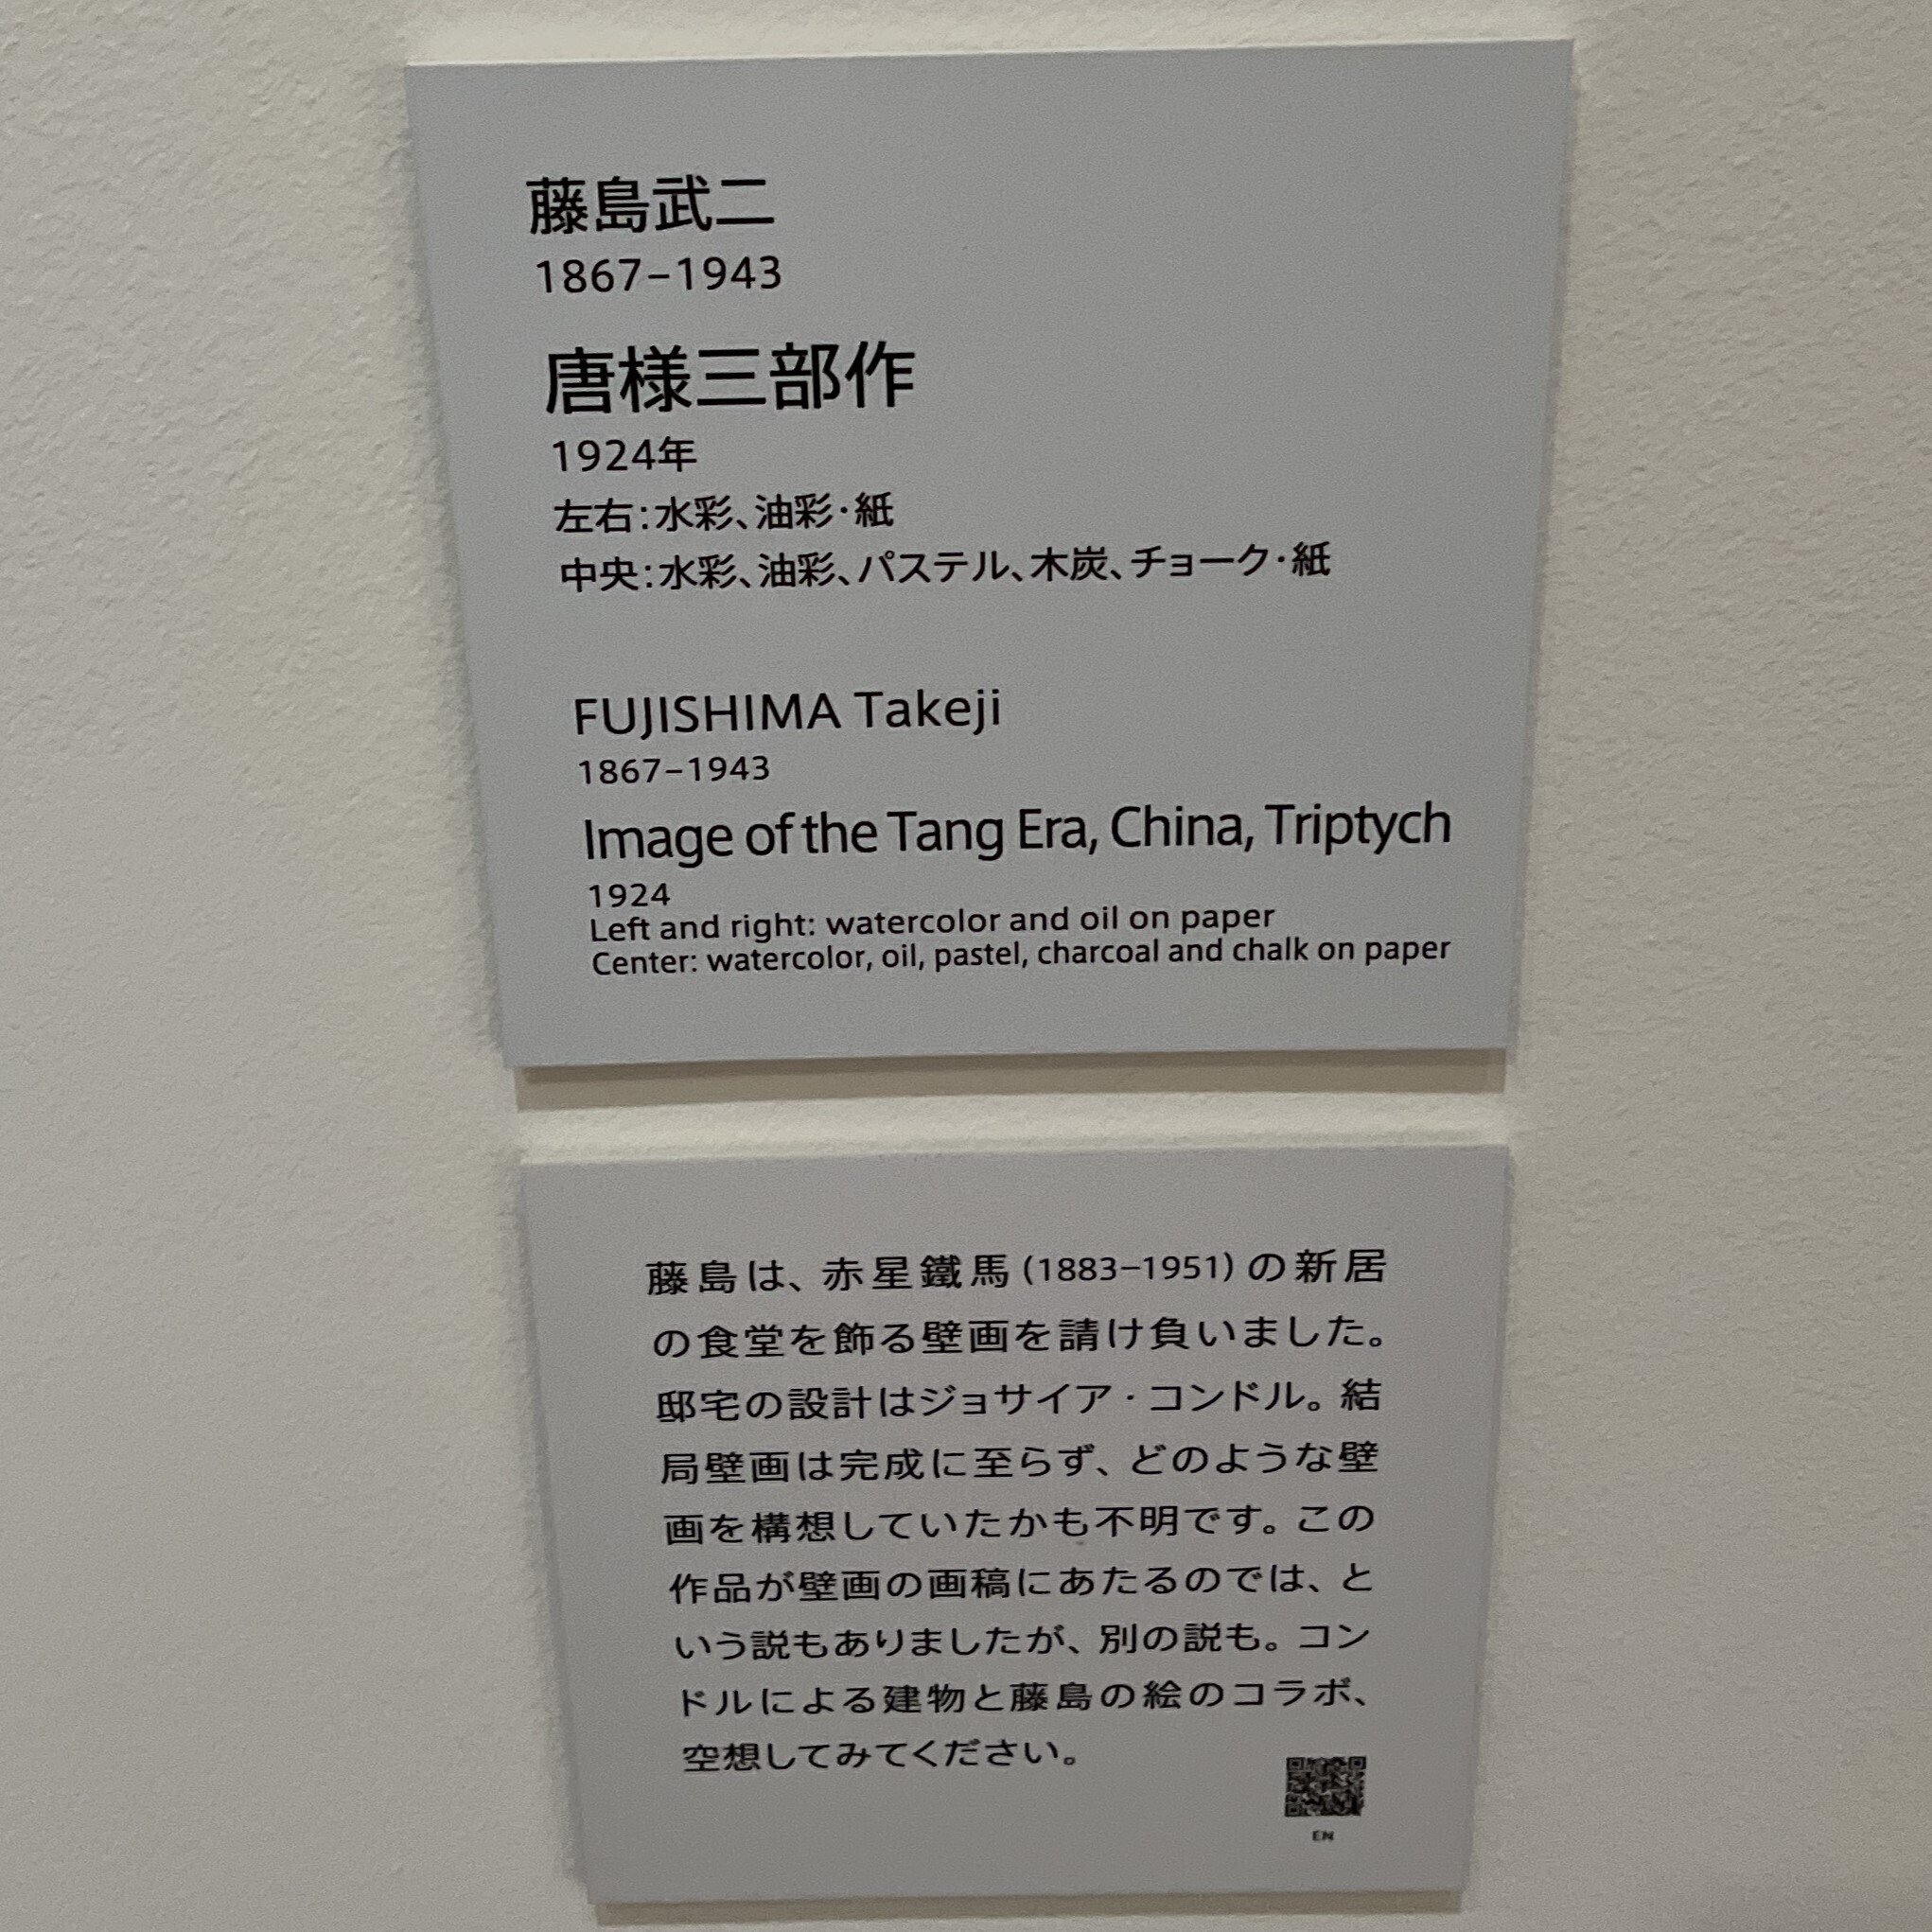 藤島武二
1867–1943
唐様三部作
1924年
左右：水彩、油彩・紙
中央：水彩、油彩、パステル、木炭、チョーク・紙
FUJISHIMA Takeji
1867–1943
Image of the Tang Era, China, Triptych
1924
Left and right: watercolor and oil on paper
Center: watercolor, oil, pastel, charcoal and chalk on paper
藤島は、赤星鐵馬（1883–1951）の新居
の食堂を飾る壁画を請け負いました。
邸宅の設計はジョサイア・コンドル。結
局壁画は完成に至らず、どのような壁
画を構想していたかも不明です。この
作品が壁画の画稿にあたるのでは、と
いう説もありましたが、別の説も。コン
ドルによる建物と藤島の絵のコラボ、
空想してみてください。
EN